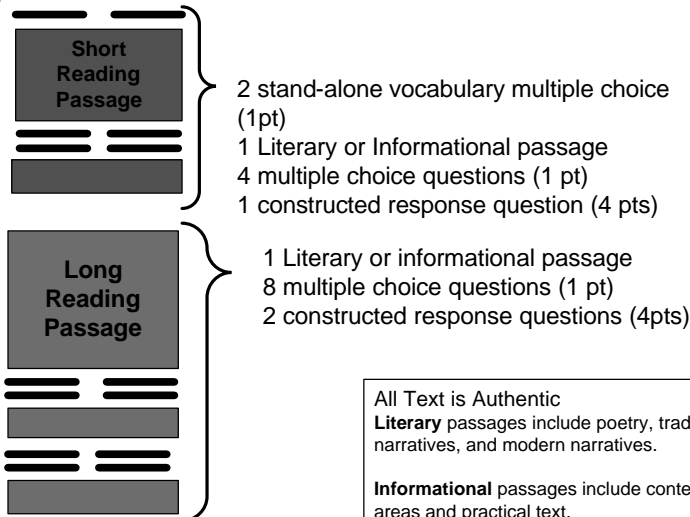 Short
Reading
Passage
2 stand-alone vocabulary multiple choice
(1pt)
1 Literary or Informational passage
4 multiple choice questions (1 pt)
1 constructed response question (4 pts)
Long
Reading
Passage
1 Literary or informational passage
8 multiple choice questions (1 pt)
2 constructed response questions (4pts)
All Text is Authentic
Literary passages include poetry,
narratives, and modern narratives.
Informational passages include
areas and practical text.